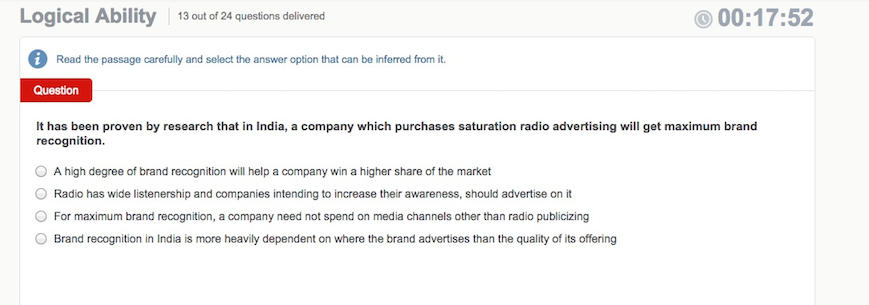 Logical Ability 13 out of 24 questions delivered 00:17:52
Read the passage carefully and select the answer option that can be inferred from it.
Question
It has been proven by research that in India, a company which purchases saturation radio advertising will get maximum brand
recognition.
A high degree of brand recognition will help a company win a higher share of the market
Radio has wide listenership and companies intending to increase their awareness, should advertise on it
For maximum brand recognition, a company need not spend on media channels other than radio publicizing
Brand recognition in India is more heavily dependent on where the brand advertises than the quality of its offering